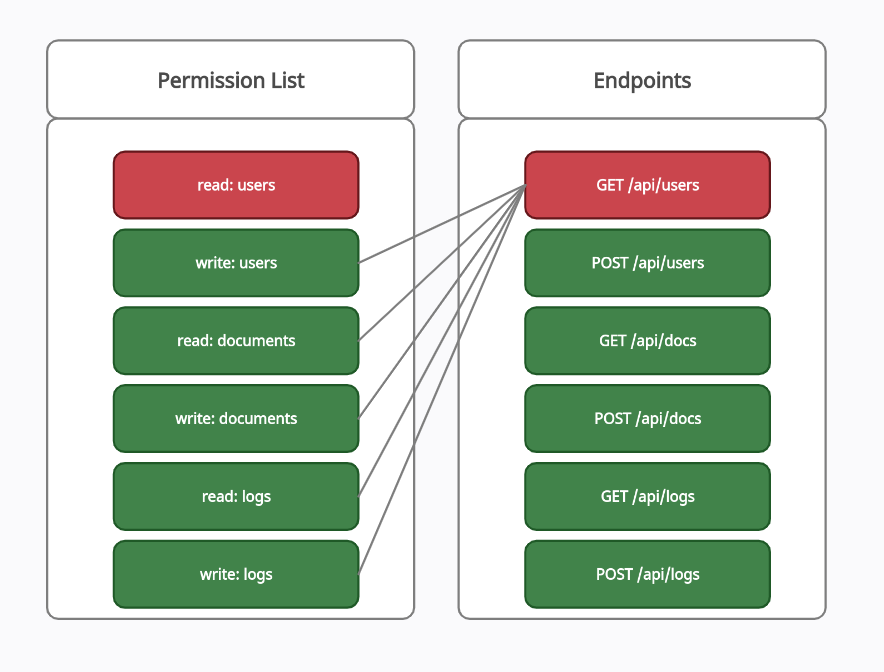 Permission List
read: users
write: users
read: documents
write: documents
read: logs
write: logs
Endpoints
GET /api/users
POST /api/users
GET /api/docs
POST /api/docs
GET /api/logs
POST /api/logs